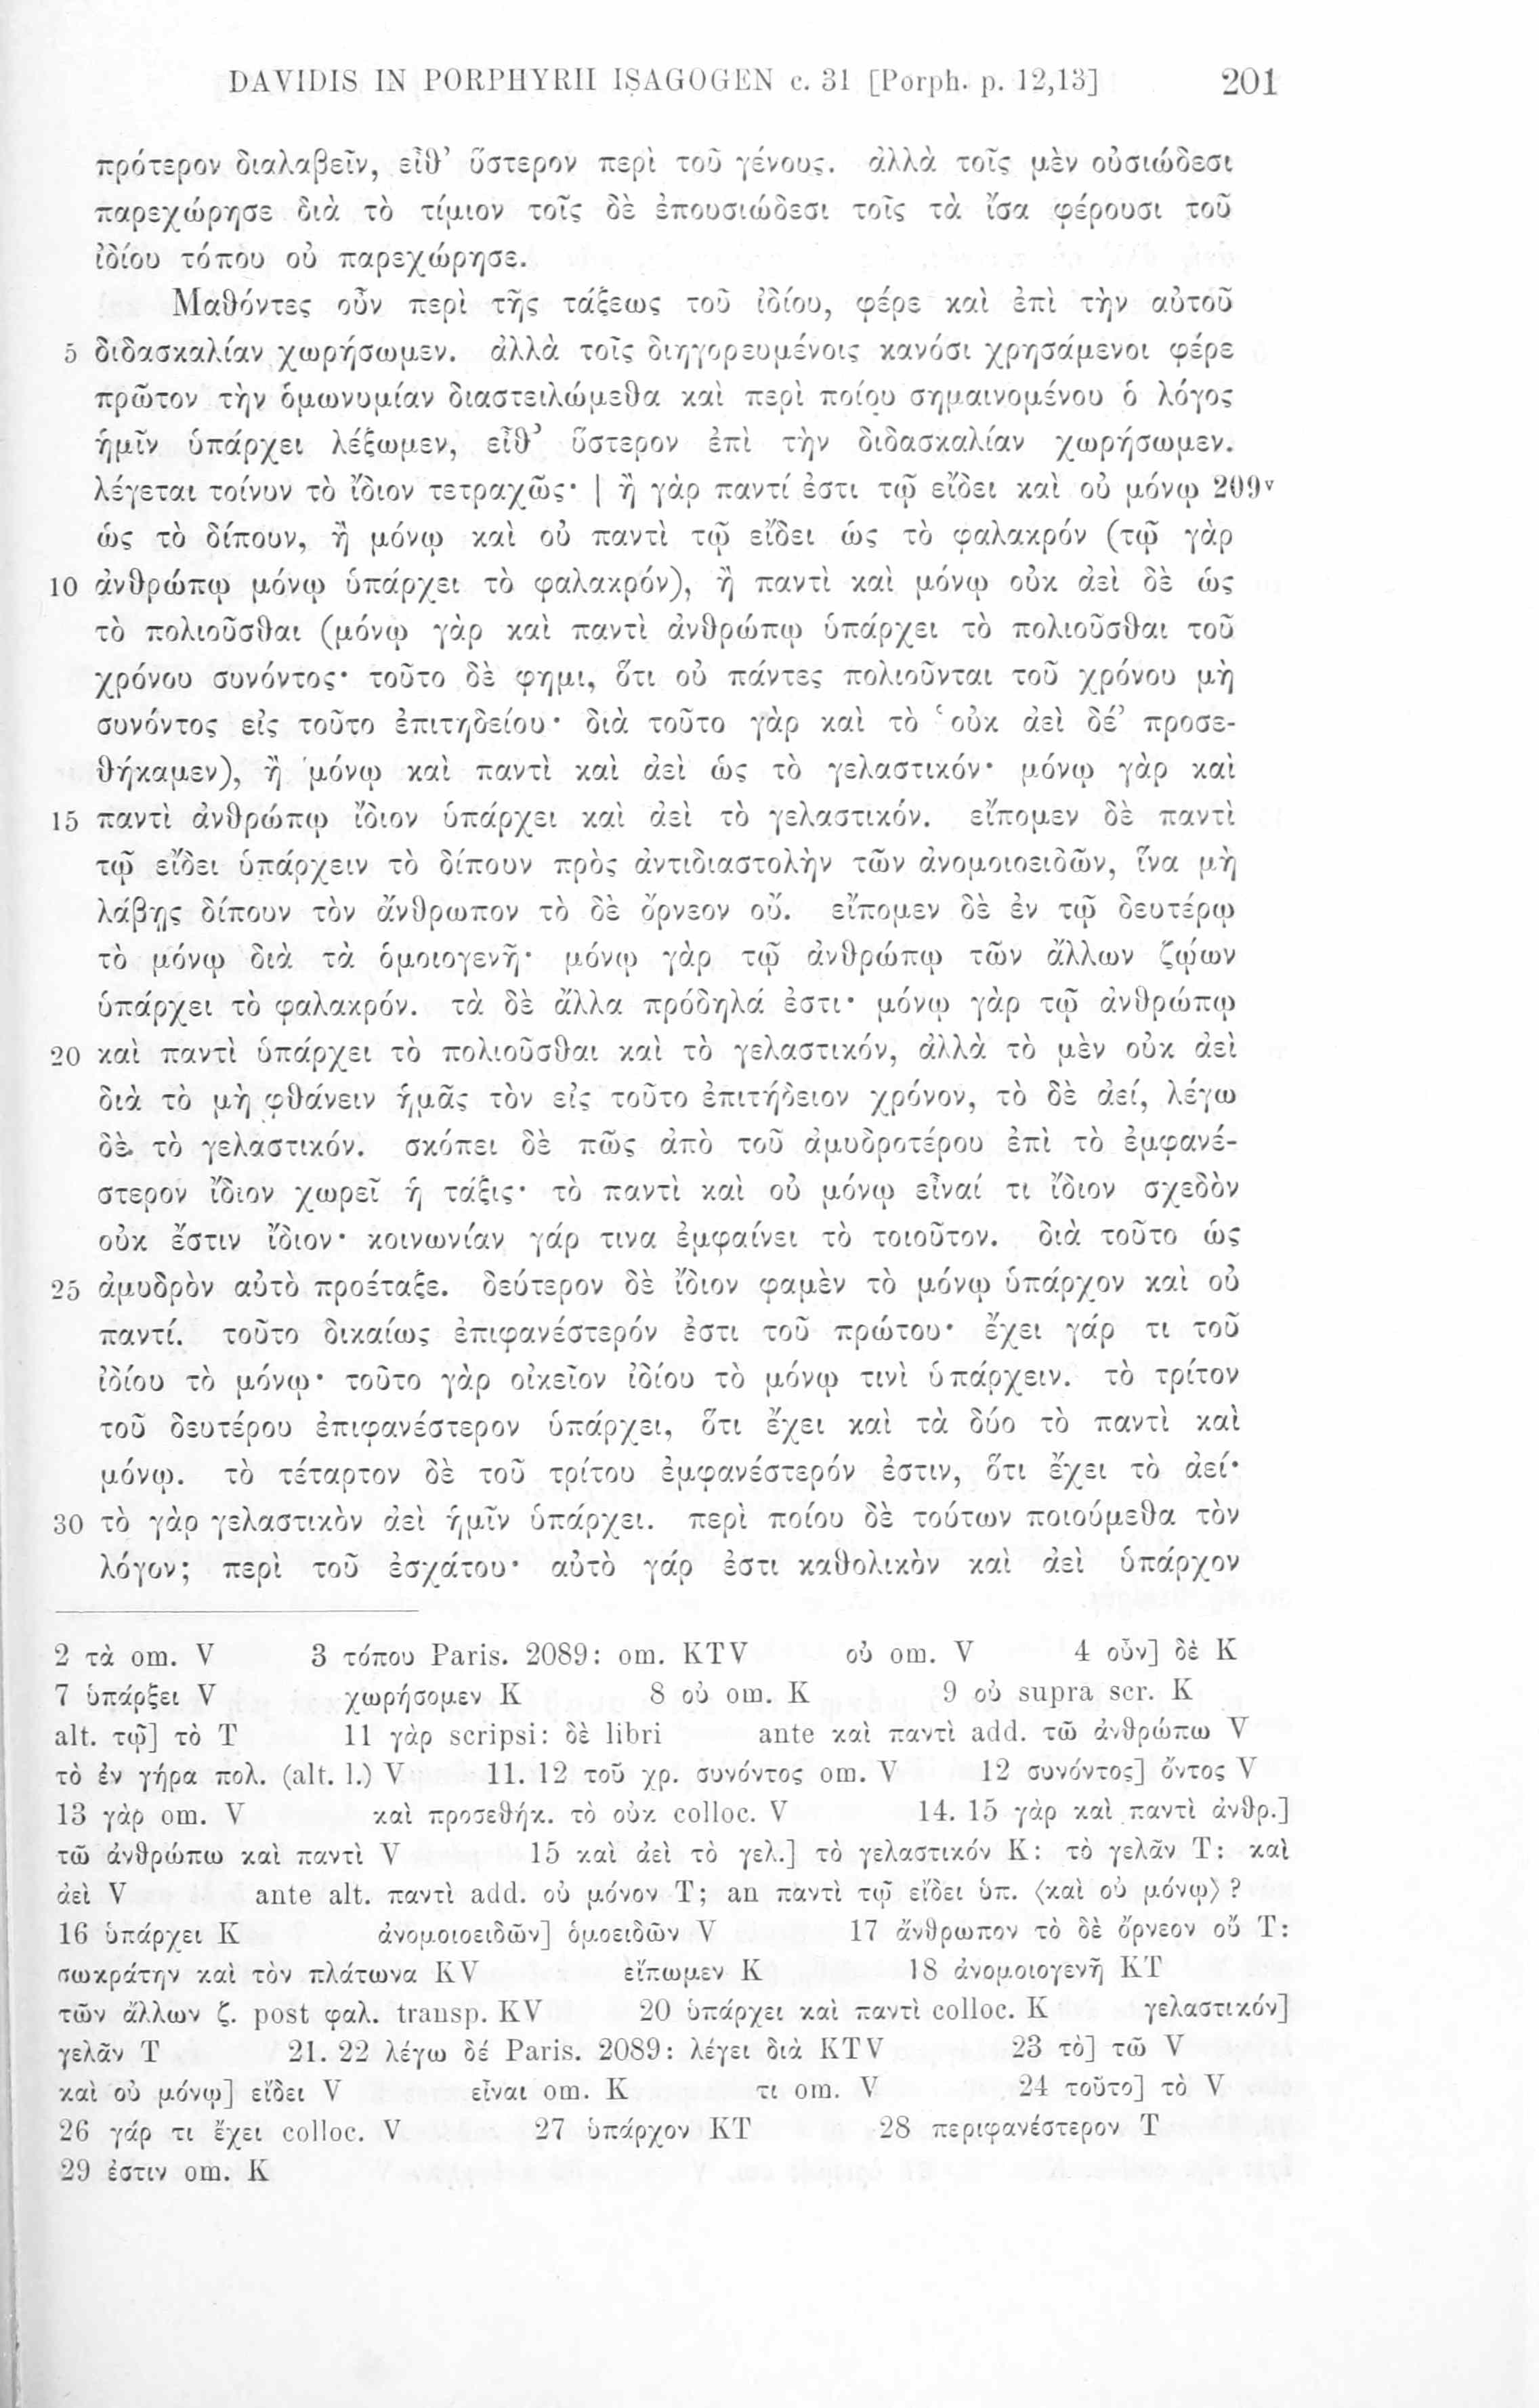 DAVIDIS IN PORPHYRII ISAGOGEN c. 31 [Porph. p. 12,13] 201
πρότερον διαλαβεῖν, εἶθ’ ὕστερον περὶ τοῦ γένους. ἀλλὰ τοῖς μὲν οὐσιώδεσι
παρεχώρησε διὰ τὸ τίμιον τοῖς δὲ ἐπουσιώδεσι τοῖς τὰ ἴσα φέρουσι τοῦ
ἰδίου τόπου οὐ παρεχώρησε.
Μαθόντες οὖν περὶ τῆς τάξεως τοῦ ἰδίου, φέρε καὶ ἐπὶ τὴν αὐτοῦ
5 διδασκαλίαν χωρήσωμεν. ἀλλὰ τοῖς διηγορευμένοις κανόσι χρησάμενοι φέρε
πρῶτον τὴν ὁμωνυμίαν διαστειλώμεθα καὶ περὶ ποίου σημαινομένου ὁ λόγος
ἡμῖν ὑπάρχει λέξωμεν, εἶθ’ ὕστερον ἐπὶ τὴν διδασκαλίαν χωρήσωμεν.
λέγεται τοίνυν τὸ ἴδιον τετραχῶς· | ἢ γὰρ παντί ἐστι τῷ εἴδει καὶ οὐ μόνῳ 209ᵛ
ὡς τὸ δίπουν, ἢ μόνῳ καὶ οὐ παντὶ τῷ εἴδει ὡς τὸ φαλακρόν (τῷ γὰρ
10 ἀνθρώπῳ μόνῳ ὑπάρχει τὸ φαλακρόν), ἢ παντὶ καὶ μόνῳ οὐκ ἀεὶ δὲ ὡς
τὸ πολιοῦσθαι (μόνῳ γὰρ καὶ παντὶ ἀνθρώπῳ ὑπάρχει τὸ πολιοῦσθαι τοῦ
χρόνου συνόντος· τοῦτο δὲ φημι, ὅτι οὐ πάντες πολιοῦνται τοῦ χρόνου μὴ
συνόντος εἰς τοῦτο ἐπιτηδείου· διὰ τοῦτο γὰρ καὶ τὸ ‘οὐκ ἀεὶ δέ’ προσε-
θήκαμεν), ἢ μόνῳ καὶ παντὶ καὶ ἀεὶ ὡς τὸ γελαστικόν· μόνῳ γὰρ καὶ
15 παντὶ ἀνθρώπῳ ἴδιον ὑπάρχει καὶ ἀεὶ τὸ γελαστικόν. εἴπομεν δὲ παντὶ
τῷ εἴδει ὑπάρχειν τὸ δίπουν πρὸς ἀντιδιαστολὴν τῶν ἀνομοιοειδῶν, ἵνα μὴ
λάβῃς δίπουν τὸν ἄνθρωπον τὸ δὲ ὄρνεον οὔ. εἴπομεν δὲ ἐν τῷ δευτέρῳ
τὸ μόνῳ διὰ τὰ ὁμοιογενῆ· μόνῳ γὰρ τῷ ἀνθρώπῳ τῶν ἄλλων ζῴων
ὑπάρχει τὸ φαλακρόν. τὰ δὲ ἄλλα πρόδηλά ἐστι· μόνῳ γὰρ τῷ ἀνθρώπῳ
20 καὶ παντὶ ὑπάρχει τὸ πολιοῦσθαι καὶ τὸ γελαστικόν, ἀλλὰ τὸ μὲν οὐκ ἀεὶ
διὰ τὸ μὴ φθάνειν ἡμᾶς τὸν εἰς τοῦτο ἐπιτήδειον χρόνον, τὸ δὲ ἀεί, λέγω
δὲ τὸ γελαστικόν. σκόπει δὲ πῶς ἀπὸ τοῦ ἀμυδροτέρου ἐπὶ τὸ ἐμφανέ-
στερον ἴδιον χωρεῖ ἡ τάξις· τὸ παντὶ καὶ οὐ μόνῳ εἶναί τι ἴδιον σχεδὸν
οὐκ ἔστιν ἴδιον· κοινωνίαν γάρ τινα ἐμφαίνει τὸ τοιοῦτον. διὰ τοῦτο ὡς
25 ἀμυδρὸν αὐτὸ προέταξε. δεύτερον δὲ ἴδιον φαμὲν τὸ μόνῳ ὑπάρχον καὶ οὐ
παντί. τοῦτο δικαίως ἐπιφανέστερόν ἐστι τοῦ πρώτου· ἔχει γάρ τι τοῦ
ἰδίου τὸ μόνῳ· τοῦτο γὰρ οἰκεῖον ἰδίου τὸ μόνῳ τινὶ ὑπάρχειν. τὸ τρίτον
τοῦ δευτέρου ἐπιφανέστερον ὑπάρχει, ὅτι ἔχει καὶ τὰ δύο τὸ παντὶ καὶ
μόνῳ. τὸ τέταρτον δὲ τοῦ τρίτου ἐμφανέστερόν ἐστιν, ὅτι ἔχει τὸ ἀεί·
30 τὸ γὰρ γελαστικὸν ἀεὶ ἡμῖν ὑπάρχει. περὶ ποίου δὲ τούτων ποιούμεθα τὸν
λόγον; περὶ τοῦ ἐσχάτου· αὐτὸ γάρ ἐστι καθολικὸν καὶ ἀεὶ ὑπάρχον
2 τὰ om. V 3 τόπου Paris. 2089: om. KTV οὐ om. V 4 οὖν] δὲ K
7 ὑπάρξει V χωρήσομεν K 8 οὐ om. K 9 οὐ supra scr. K
alt. τῷ] τὸ T 11 γὰρ scripsi: δὲ libri ante καὶ παντὶ add. τῶ ἀνθρώπω V
τὸ ἐν γήρα πολ. (alt. l.) V 11. 12 τοῦ χρ. συνόντος om. V 12 συνόντος] ὄντος V
13 γὰρ om. V καὶ προσεθήκ. τὸ οὐκ colloc. V 14. 15 γὰρ καὶ παντὶ ἀνθρ.]
τῶ ἀνθρώπω καὶ παντὶ V 15 καὶ ἀεὶ τὸ γελ.] τὸ γελαστικόν K: τὸ γελᾶν T: καὶ
ἀεὶ V ante alt. παντὶ add. οὐ μόνον T; an παντὶ τῷ εἴδει ὑπ. ⟨καὶ οὐ μόνῳ⟩?
16 ὑπάρχει K ἀνομοιοειδῶν] ὁμοειδῶν V 17 ἄνθρωπον τὸ δὲ ὄρνεον οὔ T:
σωκράτην καὶ τὸν πλάτωνα KV εἴπωμεν K 18 ἀνομοιογενῆ KT
τῶν ἄλλων ζ. post φαλ. transp. KV 20 ὑπάρχει καὶ παντὶ colloc. K γελαστικόν]
γελᾶν T 21. 22 λέγω δέ Paris. 2089: λέγει διὰ KTV 23 τὸ] τῶ V
καὶ οὐ μόνῳ] εἴδει V εἶναι om. K τι om. V 24 τοῦτο] τὸ V
26 γάρ τι ἔχει colloc. V 27 ὑπάρχον KT 28 περιφανέστερον T
29 ἐστιν om. K